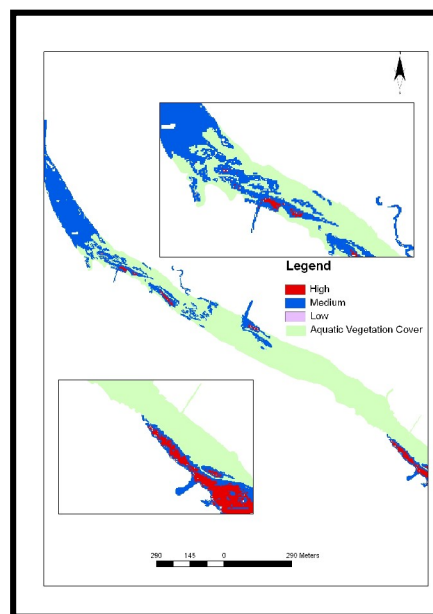 Legend
High
Medium
Low
Aquatic Vegetation Cover
290 145 0 290 Meters